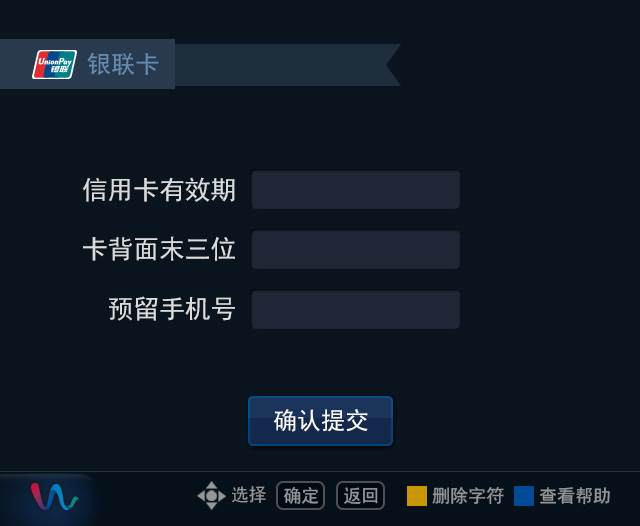 UnionPay
银联
银联卡
信用卡有效期
卡背面末三位
预留手机号
确认提交
选择 确定 返回 删除字符 查看帮助